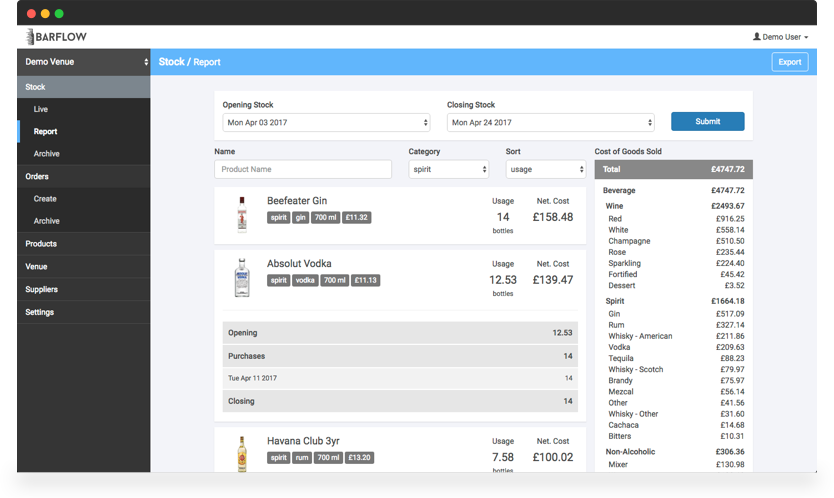 BARFLOW
Demo User
Demo Venue
Stock / Report
Export
Stock
Live
Report
Archive
Orders
Create
Archive
Products
Venue
Suppliers
Settings
Opening Stock
Closing Stock
Mon Apr 03 2017
Mon Apr 24 2017
Submit
Name
Category
Sort
Product Name
spirit
usage
Beefeater Gin
spirit gin 700 ml £11.32
Usage
14
bottles
Net. Cost
£158.48
Absolut Vodka
spirit vodka 700 ml £11.13
Usage
12.53
bottles
Net. Cost
£139.47
Opening 12.53
Purchases 14
Tue Apr 11 2017 14
Closing 14
Havana Club 3yr
spirit rum 700 ml £13.20
Usage
7.58
bottles
Net. Cost
£100.02
Cost of Goods Sold
Total £4747.72
Beverage £4747.72
Wine £2493.67
Red £916.25
White £558.14
Champagne £510.50
Rose £235.44
Sparkling £224.40
Fortified £45.42
Dessert £3.52
Spirit £1664.18
Gin £517.09
Rum £327.14
Whisky - American £211.86
Vodka £209.63
Tequila £88.23
Whisky - Scotch £79.97
Brandy £75.97
Mezcal £56.14
Other £41.56
Whisky - Other £31.60
Cachaca £14.68
Bitters £10.31
Non-Alcoholic £306.36
Mixer £130.98